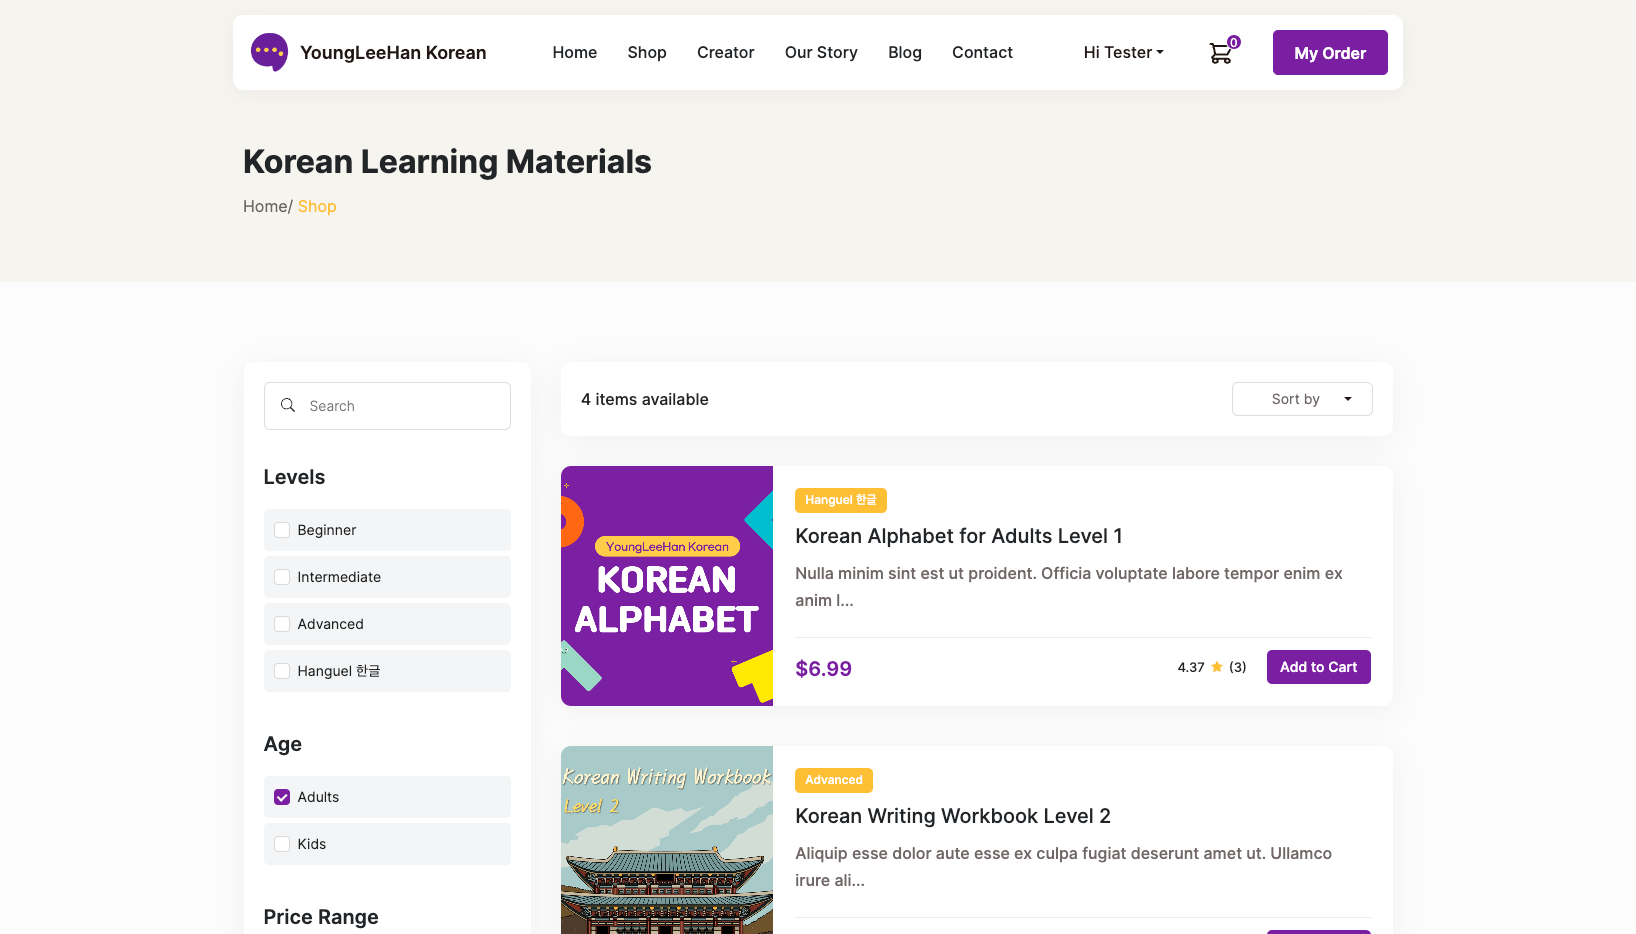 YoungLeeHan Korean
Home
Shop
Creator
Our Story
Blog
Contact
Hi Tester
0
My Order
Korean Learning Materials
Home/ Shop
Search
Levels
Beginner
Intermediate
Advanced
Hanguel 한글
Age
Adults
Kids
Price Range
4 items available
Sort by
YoungLeeHan Korean
KOREAN
ALPHABET
Hanguel 한글
Korean Alphabet for Adults Level 1
Nulla minim sint est ut proident. Officia voluptate labore tempor enim ex
anim l...
$6.99
4.37 (3)
Add to Cart
Korean Writing Workbook
Level 2
Advanced
Korean Writing Workbook Level 2
Aliquip esse dolor aute esse ex culpa fugiat deserunt amet ut. Ullamco
irure ali...